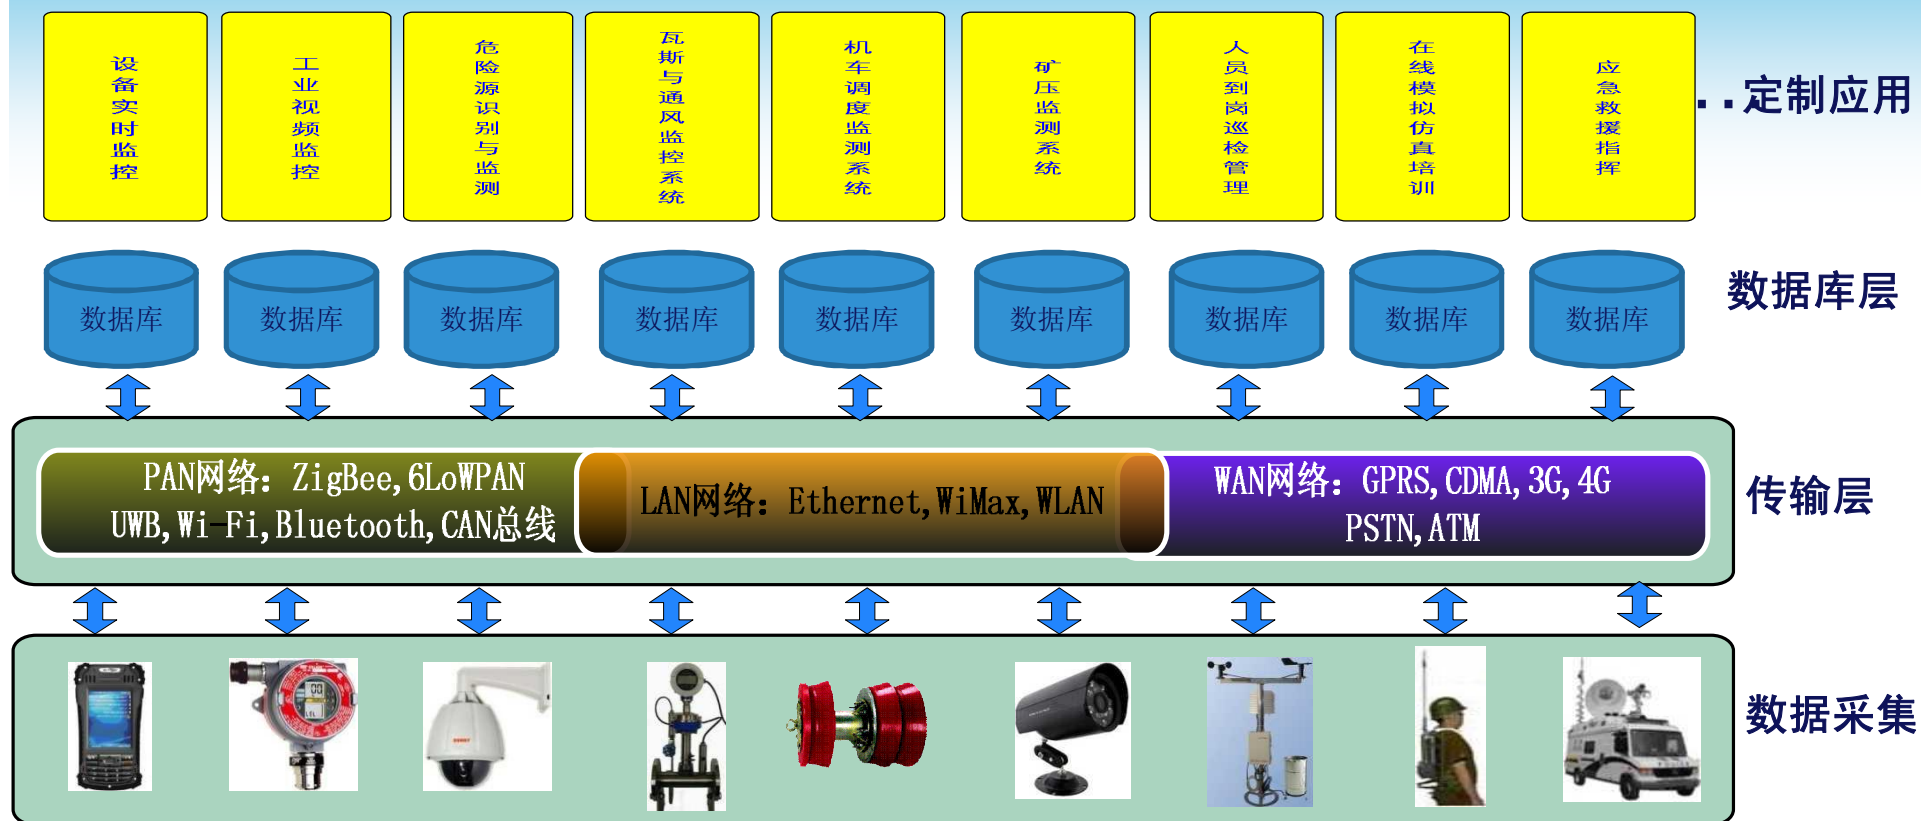 设备实时监控
工业视频监控
危险源识别与监测
瓦斯与通风监控系统
机车调度监测系统
矿压监测系统
人员到岗巡检管理
在线模拟仿真培训
应急救援指挥
..定制应用
数据库
数据库
数据库
数据库
数据库
数据库
数据库
数据库
数据库
数据库层
PAN网络：ZigBee,6LoWPAN
UWB,Wi-Fi,Bluetooth,CAN总线
LAN网络：Ethernet,WiMax,WLAN
WAN网络：GPRS,CDMA,3G,4G
PSTN,ATM
传输层
数据采集